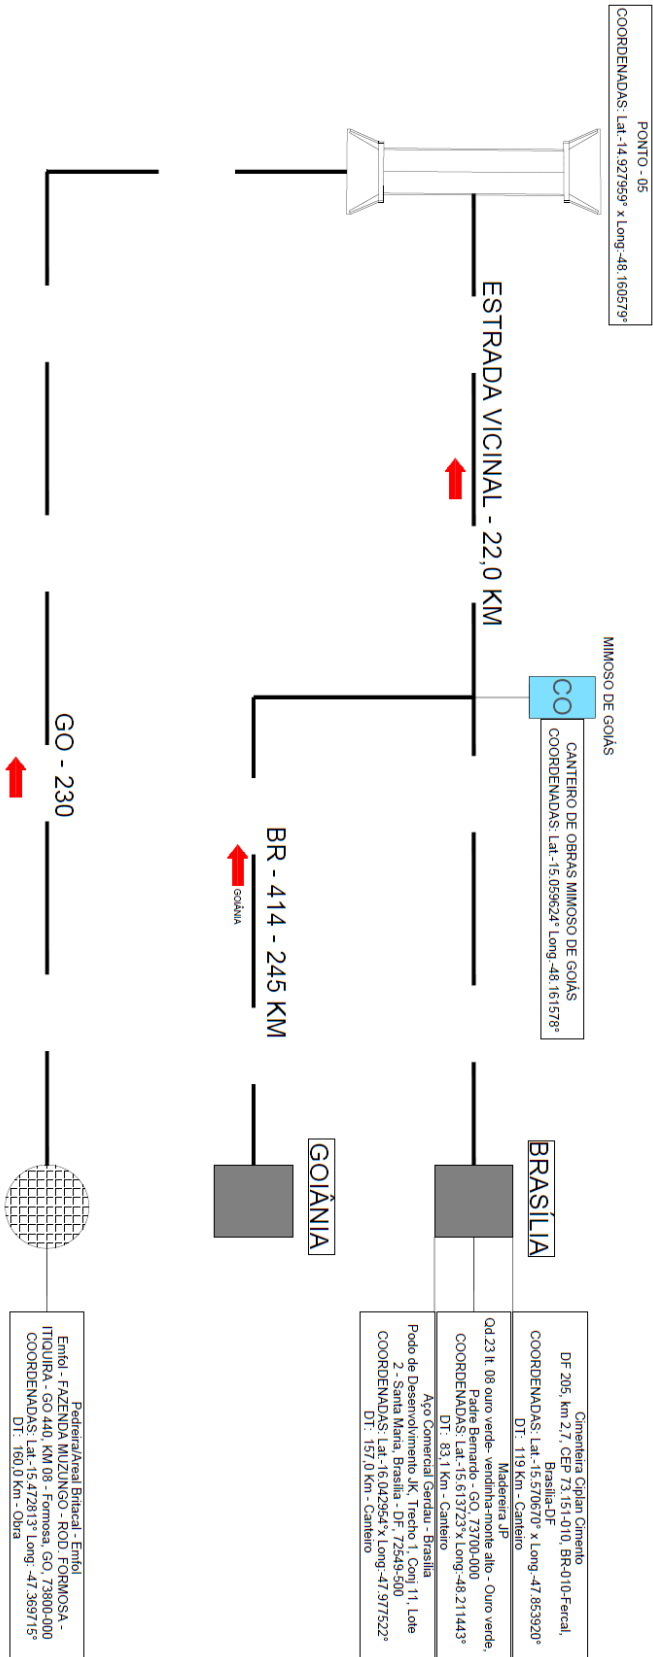 PONTO - 05
COORDENADAS: Lat.-14.927959° x Long:-48.160579°
MIMOSO DE GOIÁS
CO
CANTEIRO DE OBRAS MIMOSO DE GOIÁS
COORDENADAS: Lat.-15.059624° Long:-48.161578°
ESTRADA VICINAL - 22,0 KM
BR - 414 - 245 KM
GOIÂNIA
GO - 230
BRASÍLIA
GOIÂNIA
Cimenteira Ciplan Cimento
DF 205, km 2,7, CEP 73.151-010, BR-010-Fercal,
Brasília-DF
COORDENADAS: Lat.-15.570670° x Long:-47.853920°
DT: 119 Km - Canteiro
Madereira JP
Qd.23 lt. 08 ouro verde- vendinha-monte alto - Ouro verde,
Padre Bernardo - GO, 73700-000
COORDENADAS: Lat.-15.613723°x Long:-48.211443°
DT: 83,1 Km - Canteiro
Aço Comercial Gerdau - Brasília
Podo de Desenvolvimento JK, Trecho 1, Conj 11, Lote
2 - Santa Maria, Brasília - DF, 72549-500
COORDENADAS: Lat.-16.042954°x Long:-47.977522°
DT: 157,0 Km - Canteiro
Pedreira/Areal Britacal - Emfol
Emfol - FAZENDA MUZUNGO - ROD. FORMOSA -
ITIQUIRA - GO 440, KM 08 - Formosa, GO, 73800-000
COORDENADAS: Lat.-15.472813° Long:-47.369715°
DT: 160,0 Km - Obra